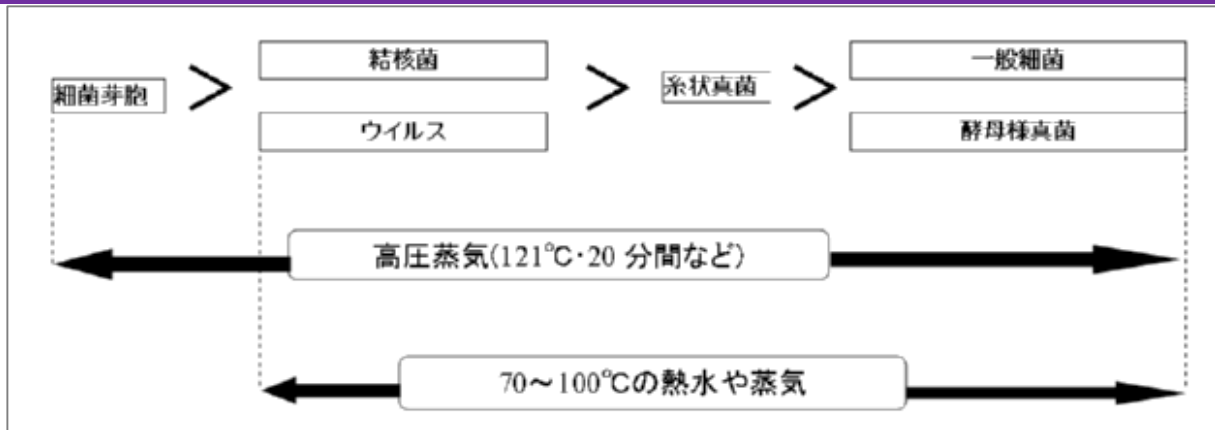 細菌芽胞
>
結核菌
ウイルス
>
糸状真菌
>
一般細菌
酵母様真菌
高圧蒸気(121℃・20 分間など)
70～100℃の熱水や蒸気